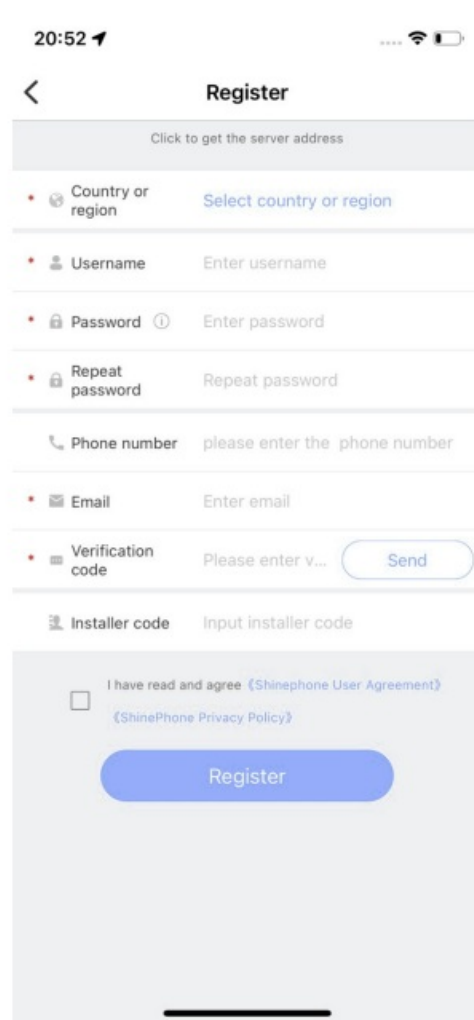 20:52
Register
Click to get the server address
* Country or
region
Select country or region
* Username
Enter username
* Password
Enter password
* Repeat
password
Repeat password
Phone number
please enter the phone number
* Email
Enter email
* Verification
code
Please enter v...
Send
Installer code
Input installer code
I have read and agree 《Shinephone User Agreement》
《ShinePhone Privacy Policy》
Register